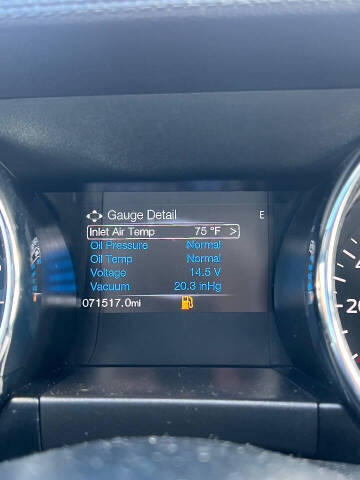 Gauge Detail E
Inlet Air Temp 75 °F >
Oil Pressure Normal
Oil Temp Normal
Voltage 14.5 V
Vacuum 20.3 inHg
071517.0mi